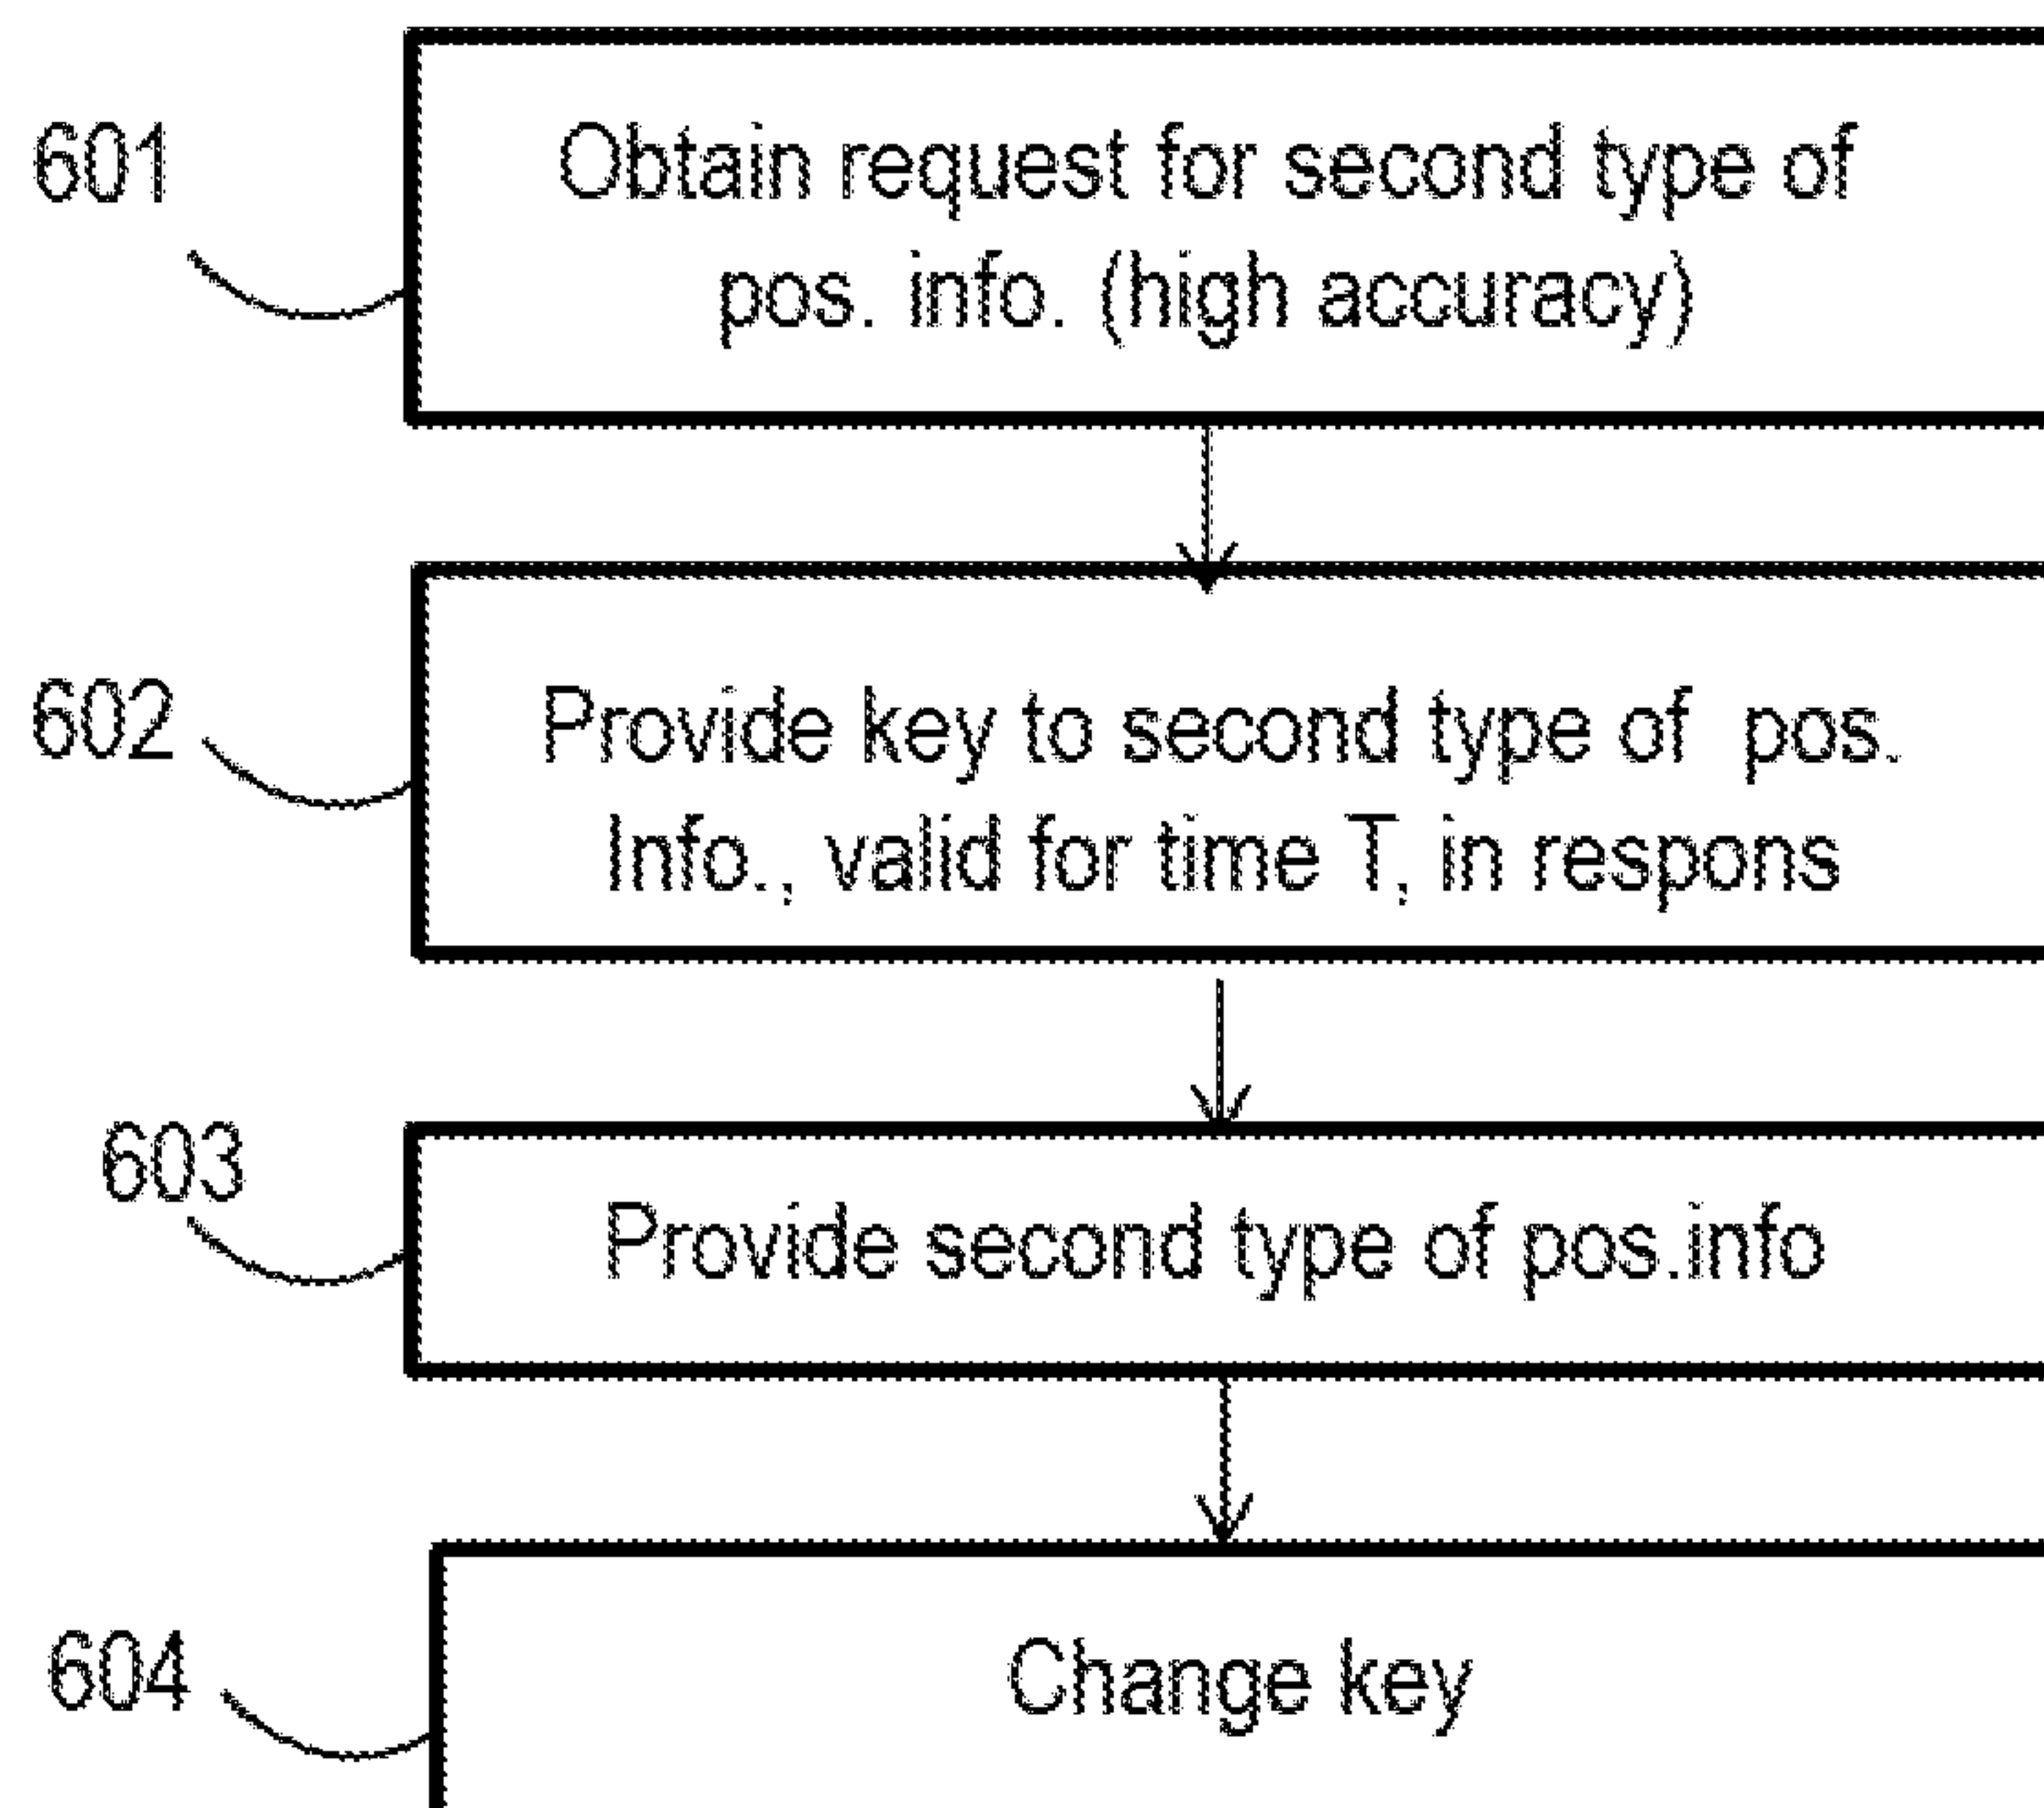 601
Obtain request for second type of
pos. info. (high accuracy)
602
Provide key to second type of pos.
Info., valid for time T, in respons
603
Provide second type of pos.info
604
Change key